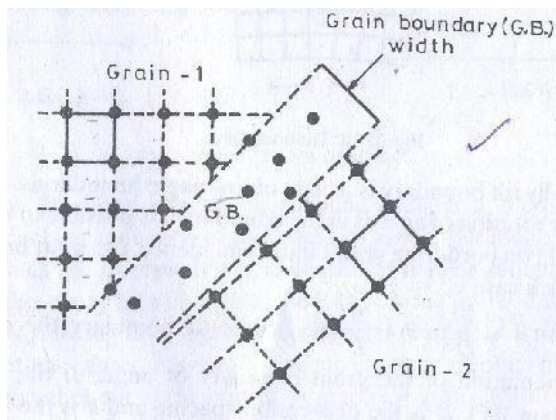 Grain boundary (G.B.)
width
Grain - 1
G.B.
Grain - 2